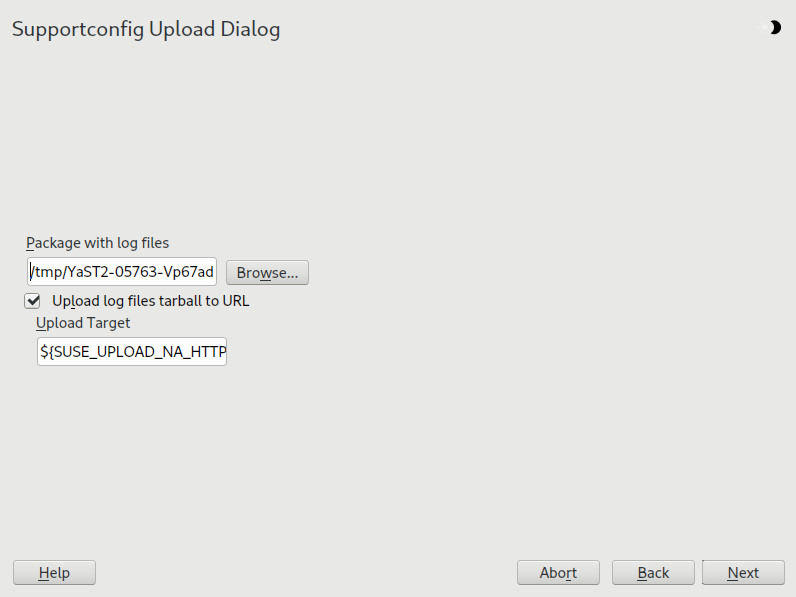 Supportconfig Upload Dialog
Package with log files
/tmp/YaST2-05763-Vp67ad
Browse...
Upload log files tarball to URL
Upload Target
${SUSE_UPLOAD_NA_HTTP
Help
Abort
Back
Next